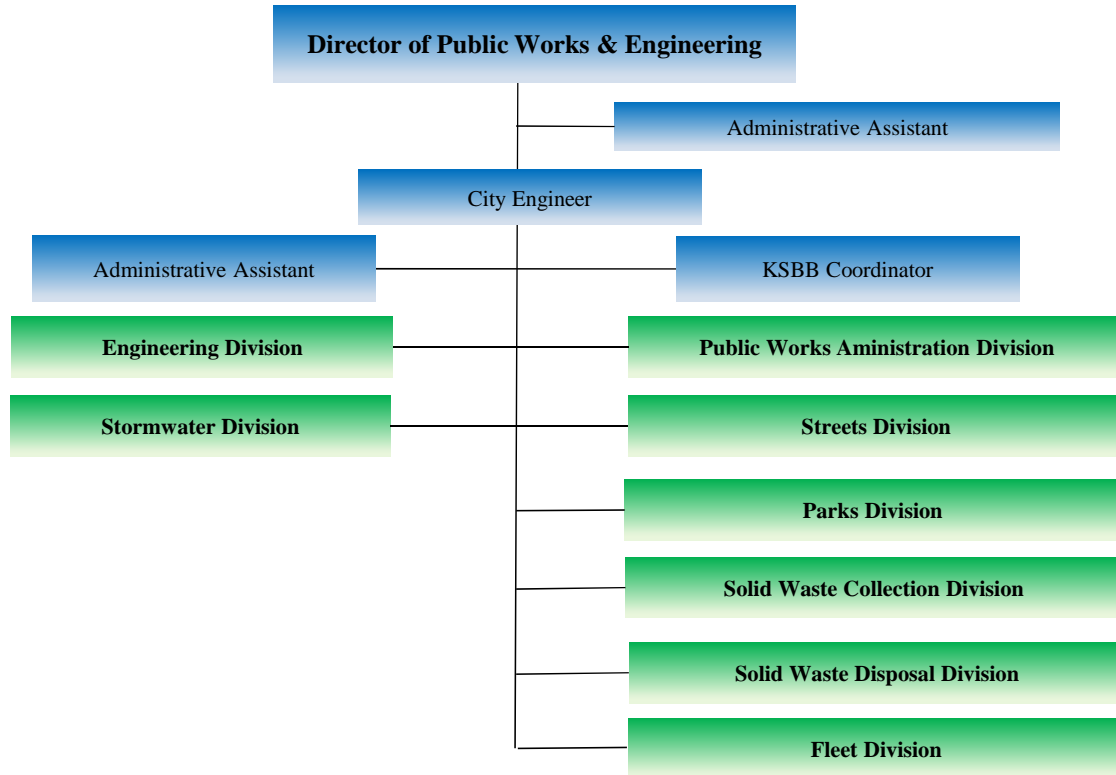 Director of Public Works & Engineering
Administrative Assistant
City Engineer
Administrative Assistant
KSBB Coordinator
Engineering Division
Public Works Aministration Division
Stormwater Division
Streets Division
Parks Division
Solid Waste Collection Division
Solid Waste Disposal Division
Fleet Division